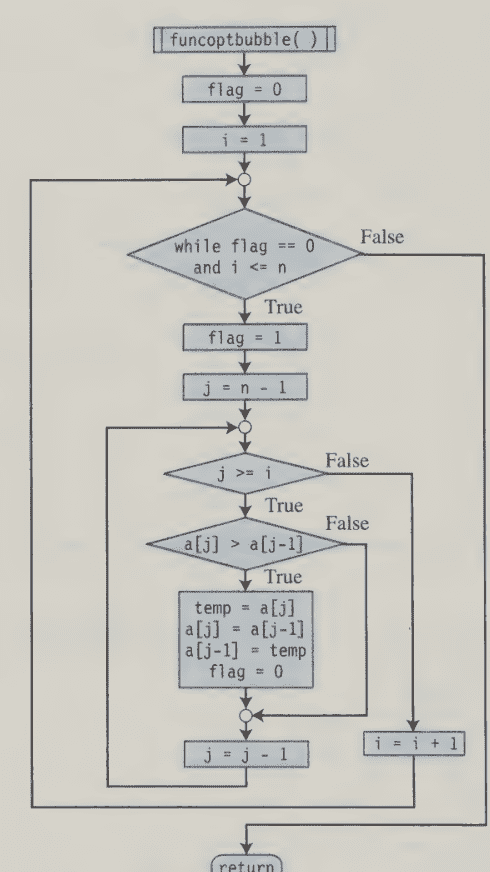 funcoptbubble( )
flag = 0
i = 1
while flag == 0
and i <= n
False
True
flag = 1
j = n - 1
j >= i
False
True
a[j] > a[j-1]
False
True
temp = a[j]
a[j] = a[j-1]
a[j-1] = temp
flag = 0
j = j - 1
i = i + 1
return